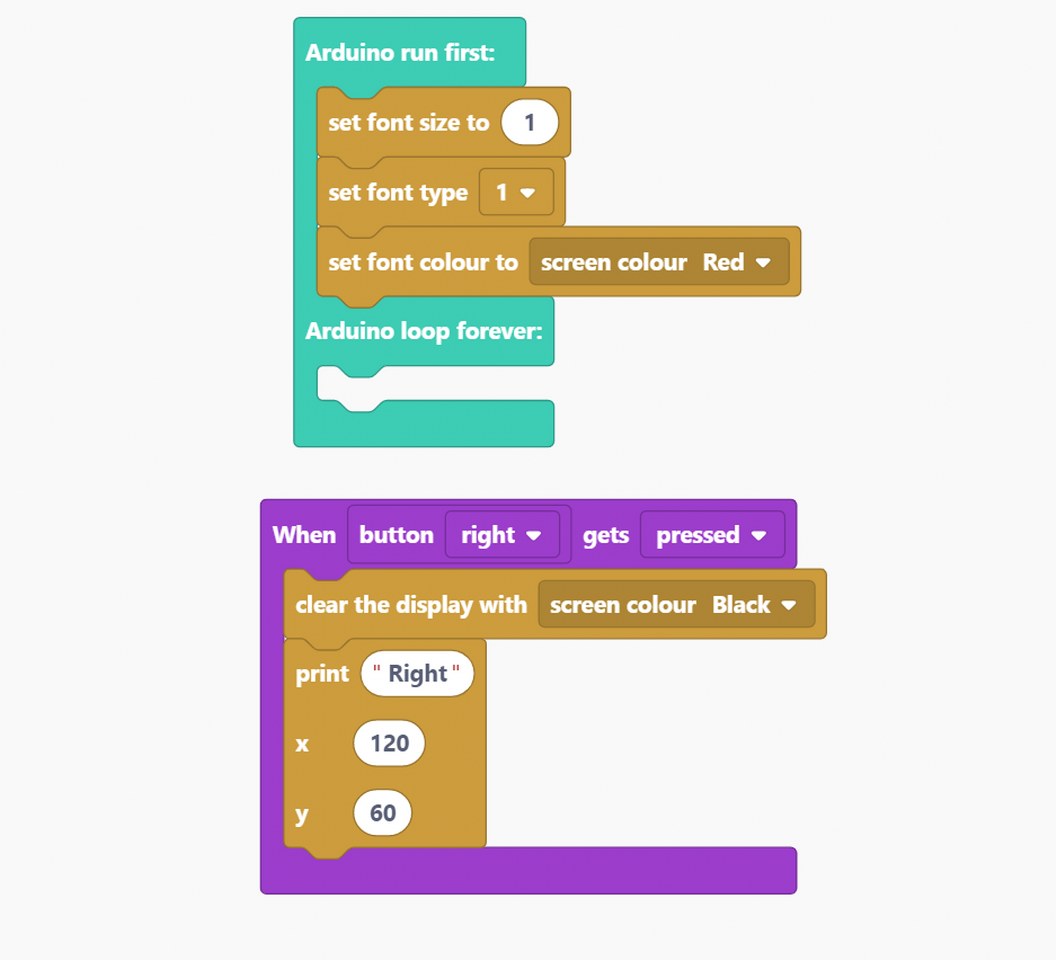 Arduino run first:
set font size to 1
set font type 1
set font colour to screen colour Red
Arduino loop forever:
When button right gets pressed
clear the display with screen colour Black
print " Right "
x 120
y 60